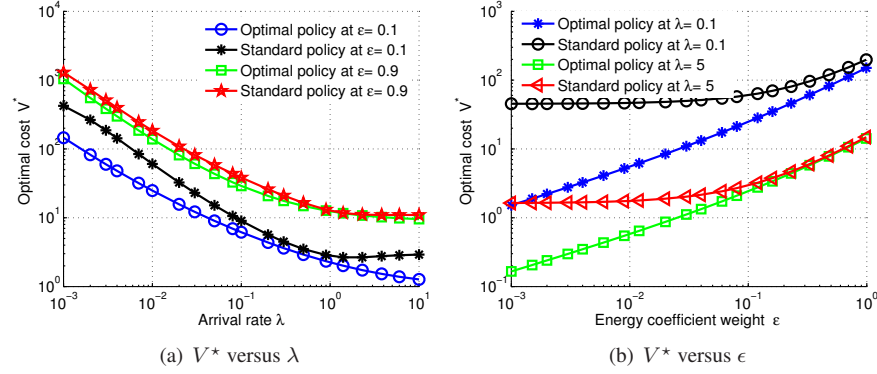 10^4
10^3
10^2
10^1
10^0
10^−3
10^−2
10^−1
10^0
10^1
Optimal cost V^*
Arrival rate λ
Optimal policy at ε= 0.1
Standard policy at ε= 0.1
Optimal policy at ε= 0.9
Standard policy at ε= 0.9
(a) V⋆ versus λ
10^3
10^2
10^1
10^0
10^−1
10^−3
10^−2
10^−1
10^0
Optimal cost V^*
Energy coefficient weight ε
Optimal policy at λ= 0.1
Standard policy at λ= 0.1
Optimal policy at λ= 5
Standard policy at λ= 5
(b) V⋆ versus ϵ